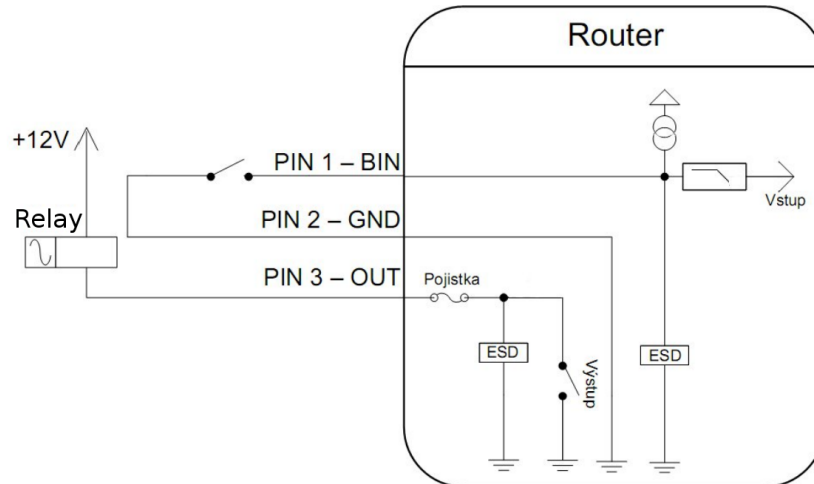 Router
+12V
PIN 1 – BIN
Vstup
Relay
PIN 2 – GND
PIN 3 – OUT
Pojistka
ESD
Výstup
ESD